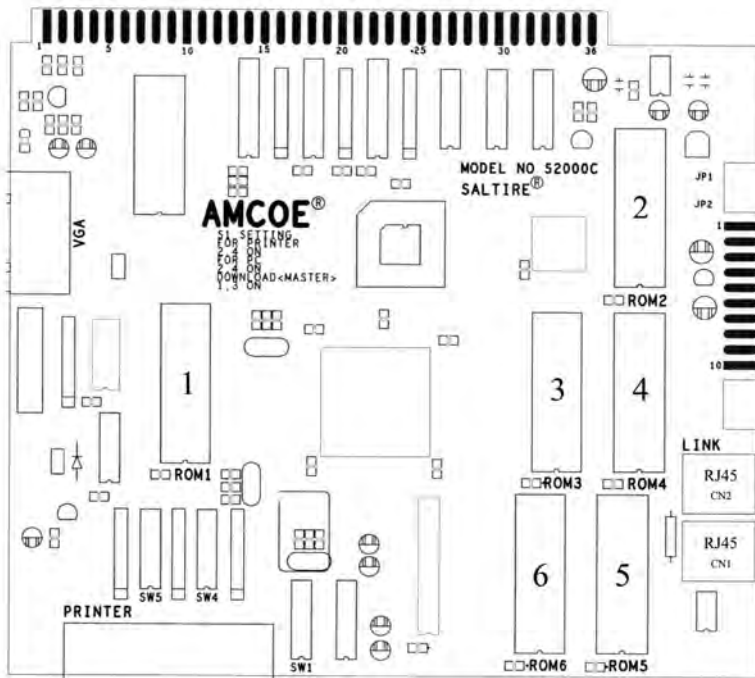 1 5 10 15 20 25 30 36
MODEL NO S2000C
SALTIRE®
AMCOE®
S1 SETTING
FOR PRINTER
2,4 ON
FOR PC
2,4 ON
DOWNLOAD<MASTER>
1,3 ON
VGA
JP1
JP2
1
2
ROM2
1
ROM1
3
ROM3
4
ROM4
10
LINK
RJ45
CN2
RJ45
CN1
SW5
SW4
PRINTER
SW1
6
ROM6
5
ROM5